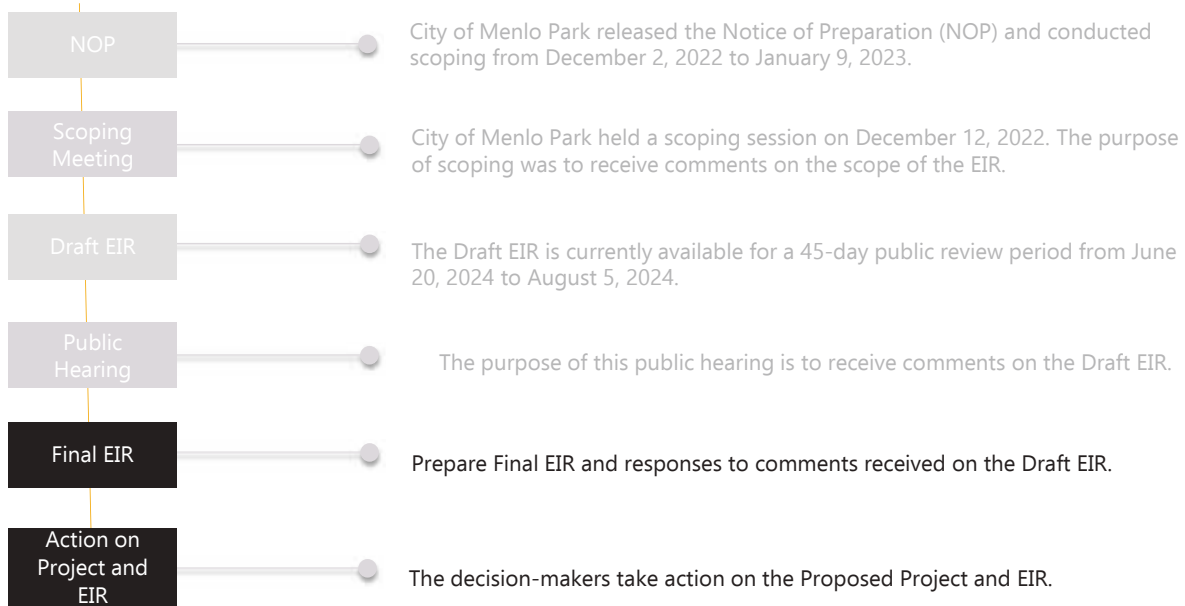 NOP
City of Menlo Park released the Notice of Preparation (NOP) and conducted
scoping from December 2, 2022 to January 9, 2023.
Scoping
Meeting
City of Menlo Park held a scoping session on December 12, 2022. The purpose
of scoping was to receive comments on the scope of the EIR.
Draft EIR
The Draft EIR is currently available for a 45-day public review period from June
20, 2024 to August 5, 2024.
Public
Hearing
The purpose of this public hearing is to receive comments on the Draft EIR.
Final EIR
Prepare Final EIR and responses to comments received on the Draft EIR.
Action on
Project and
EIR
The decision-makers take action on the Proposed Project and EIR.